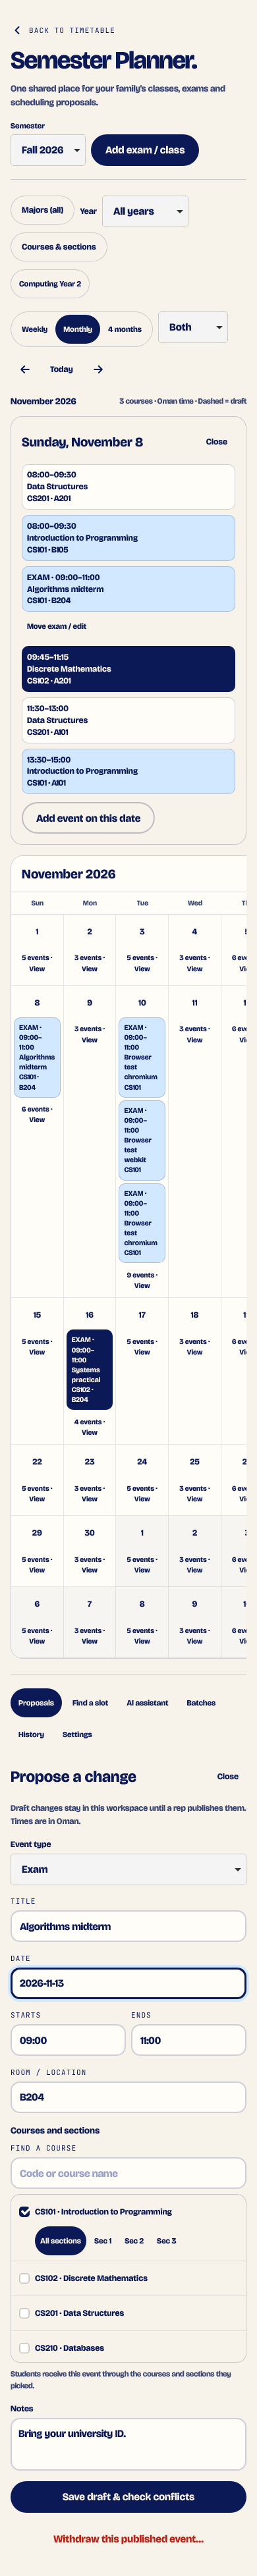 BACK TO TIMETABLE
Semester Planner.
One shared place for your family's classes, exams and
scheduling proposals.
Semester
Fall 2026
Add exam / class
Majors (all)
Year
All years
Courses & sections
Computing Year 2
Weekly
Monthly
4 months
Both
Today
November 2026
3 courses · Oman time · Dashed = draft
Sunday, November 8
Close
08:00–09:30
Data Structures
CS201 · A201
08:00–09:30
Introduction to Programming
CS101 · B105
EXAM · 09:00–11:00
Algorithms midterm
CS101 · B204
Move exam / edit
09:45–11:15
Discrete Mathematics
CS102 · A201
11:30–13:00
Data Structures
CS201 · A101
13:30–15:00
Introduction to Programming
CS101 · A101
Add event on this date
November 2026
Sun Mon Tue Wed
1 2 3 4
5 events · View
3 events · View
5 events · View
3 events · View
8
EXAM ·
09:00–
11:00
Algorithms
midterm
CS101 ·
B204
6 events ·
View
9
3 events ·
View
10
EXAM ·
09:00–
11:00
Browser
test
chromium
CS101
EXAM ·
09:00–
11:00
Browser
test
webkit
CS101
EXAM ·
09:00–
11:00
Browser
test
chromium
CS101
9 events ·
View
11
3 events ·
View
15
5 events ·
View
16
EXAM ·
09:00–
11:00
Systems
practical
CS102 ·
B204
4 events ·
View
17
5 events ·
View
18
3 events ·
View
22 23 24 25
5 events · View
3 events · View
5 events · View
3 events · View
29 30 1 2
5 events · View
3 events · View
5 events · View
3 events · View
6 7 8 9
5 events · View
3 events · View
5 events · View
3 events · View
Proposals
Find a slot
AI assistant
Batches
History
Settings
Propose a change
Close
Draft changes stay in this workspace until a rep publishes them.
Times are in Oman.
Event type
Exam
TITLE
Algorithms midterm
DATE
2026-11-13
STARTS
ENDS
09:00
11:00
ROOM / LOCATION
B204
Courses and sections
FIND A COURSE
Code or course name
CS101 · Introduction to Programming
All sections
Sec 1
Sec 2
Sec 3
CS102 · Discrete Mathematics
CS201 · Data Structures
CS210 · Databases
Students receive this event through the courses and sections they
picked.
Notes
Bring your university ID.
Save draft & check conflicts
Withdraw this published event...